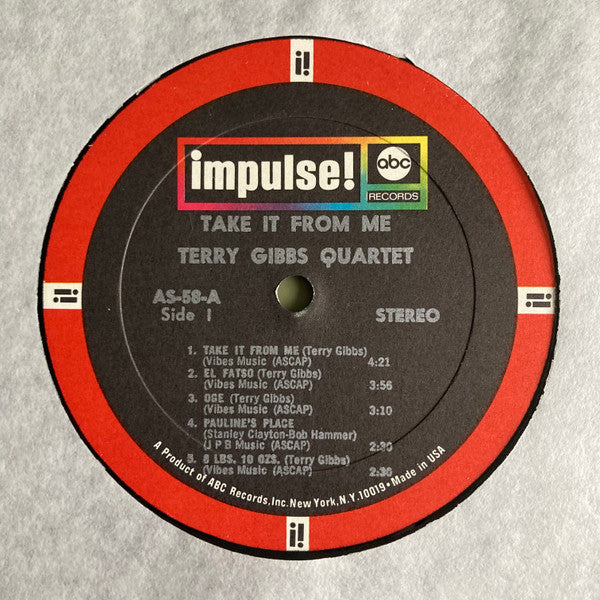 i!
impulse!
abc
RECORDS
TAKE IT FROM ME
TERRY GIBBS QUARTET
AS-58-A
Side 1
STEREO
1. TAKE IT FROM ME (Terry Gibbs)
(Vibes Music (ASCAP) 4:21
2. EL FATSO (Terry Gibbs)
(Vibes Music (ASCAP) 3:56
3. OGE (Terry Gibbs)
(Vibes Music (ASCAP) 3:10
4. PAULINE'S PLACE
(Stanley Clayton-Bob Hammer)
(J P B Music (ASCAP)
5. 8 LBS. 10 OZS. (Terry Gibbs)
(Vibes Music (ASCAP)
A Product of ABC Records, Inc. New York, N.Y. 10019 • Made in USA
i!
i!
i!